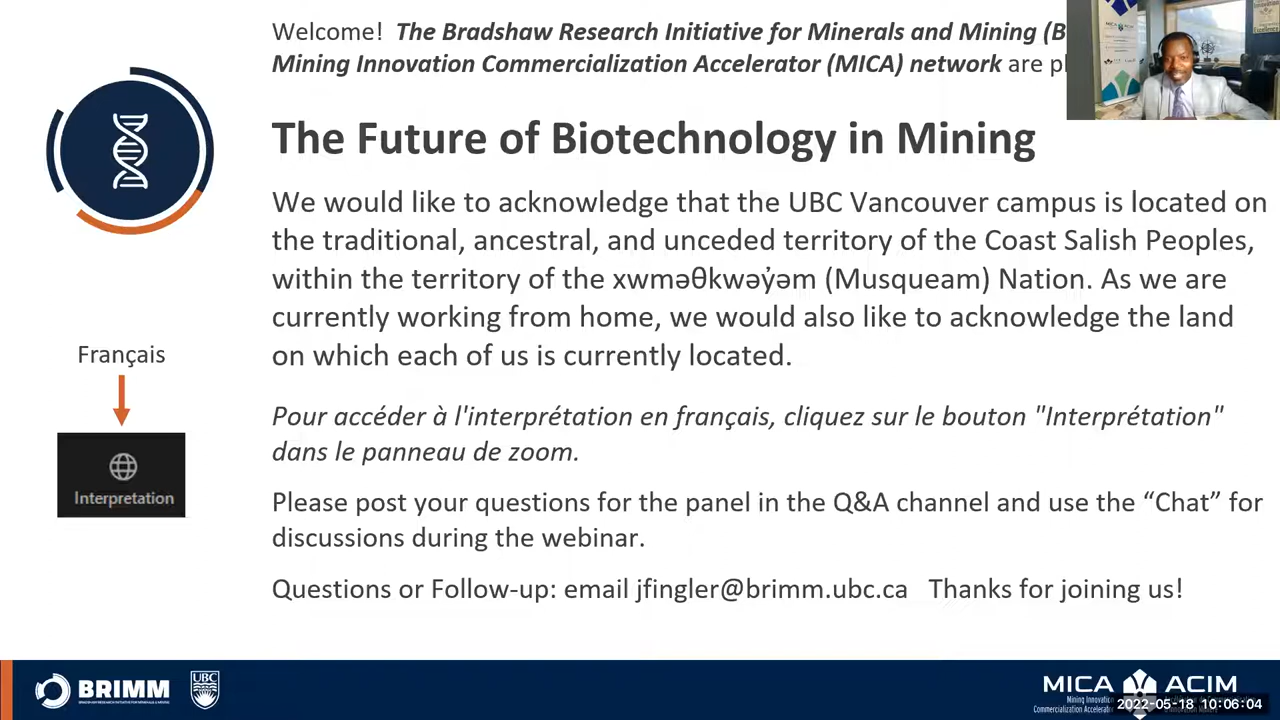 Welcome! The Bradshaw Research Initiative for Minerals and Mining (B
Mining Innovation Commercialization Accelerator (MICA) network are pl
The Future of Biotechnology in Mining
We would like to acknowledge that the UBC Vancouver campus is located on
the traditional, ancestral, and unceded territory of the Coast Salish Peoples,
within the territory of the xwməθkwəy̓əm (Musqueam) Nation. As we are
currently working from home, we would also like to acknowledge the land
on which each of us is currently located.
Français
Interpretation
Pour accéder à l'interprétation en français, cliquez sur le bouton "Interprétation"
dans le panneau de zoom.
Please post your questions for the panel in the Q&A channel and use the “Chat” for
discussions during the webinar.
Questions or Follow-up: email jfingler@brimm.ubc.ca Thanks for joining us!
BRIMM
UBC
MICA ACIM
Mining Innovation
Commercialization Accelerator
2022-05-18 10:06:04